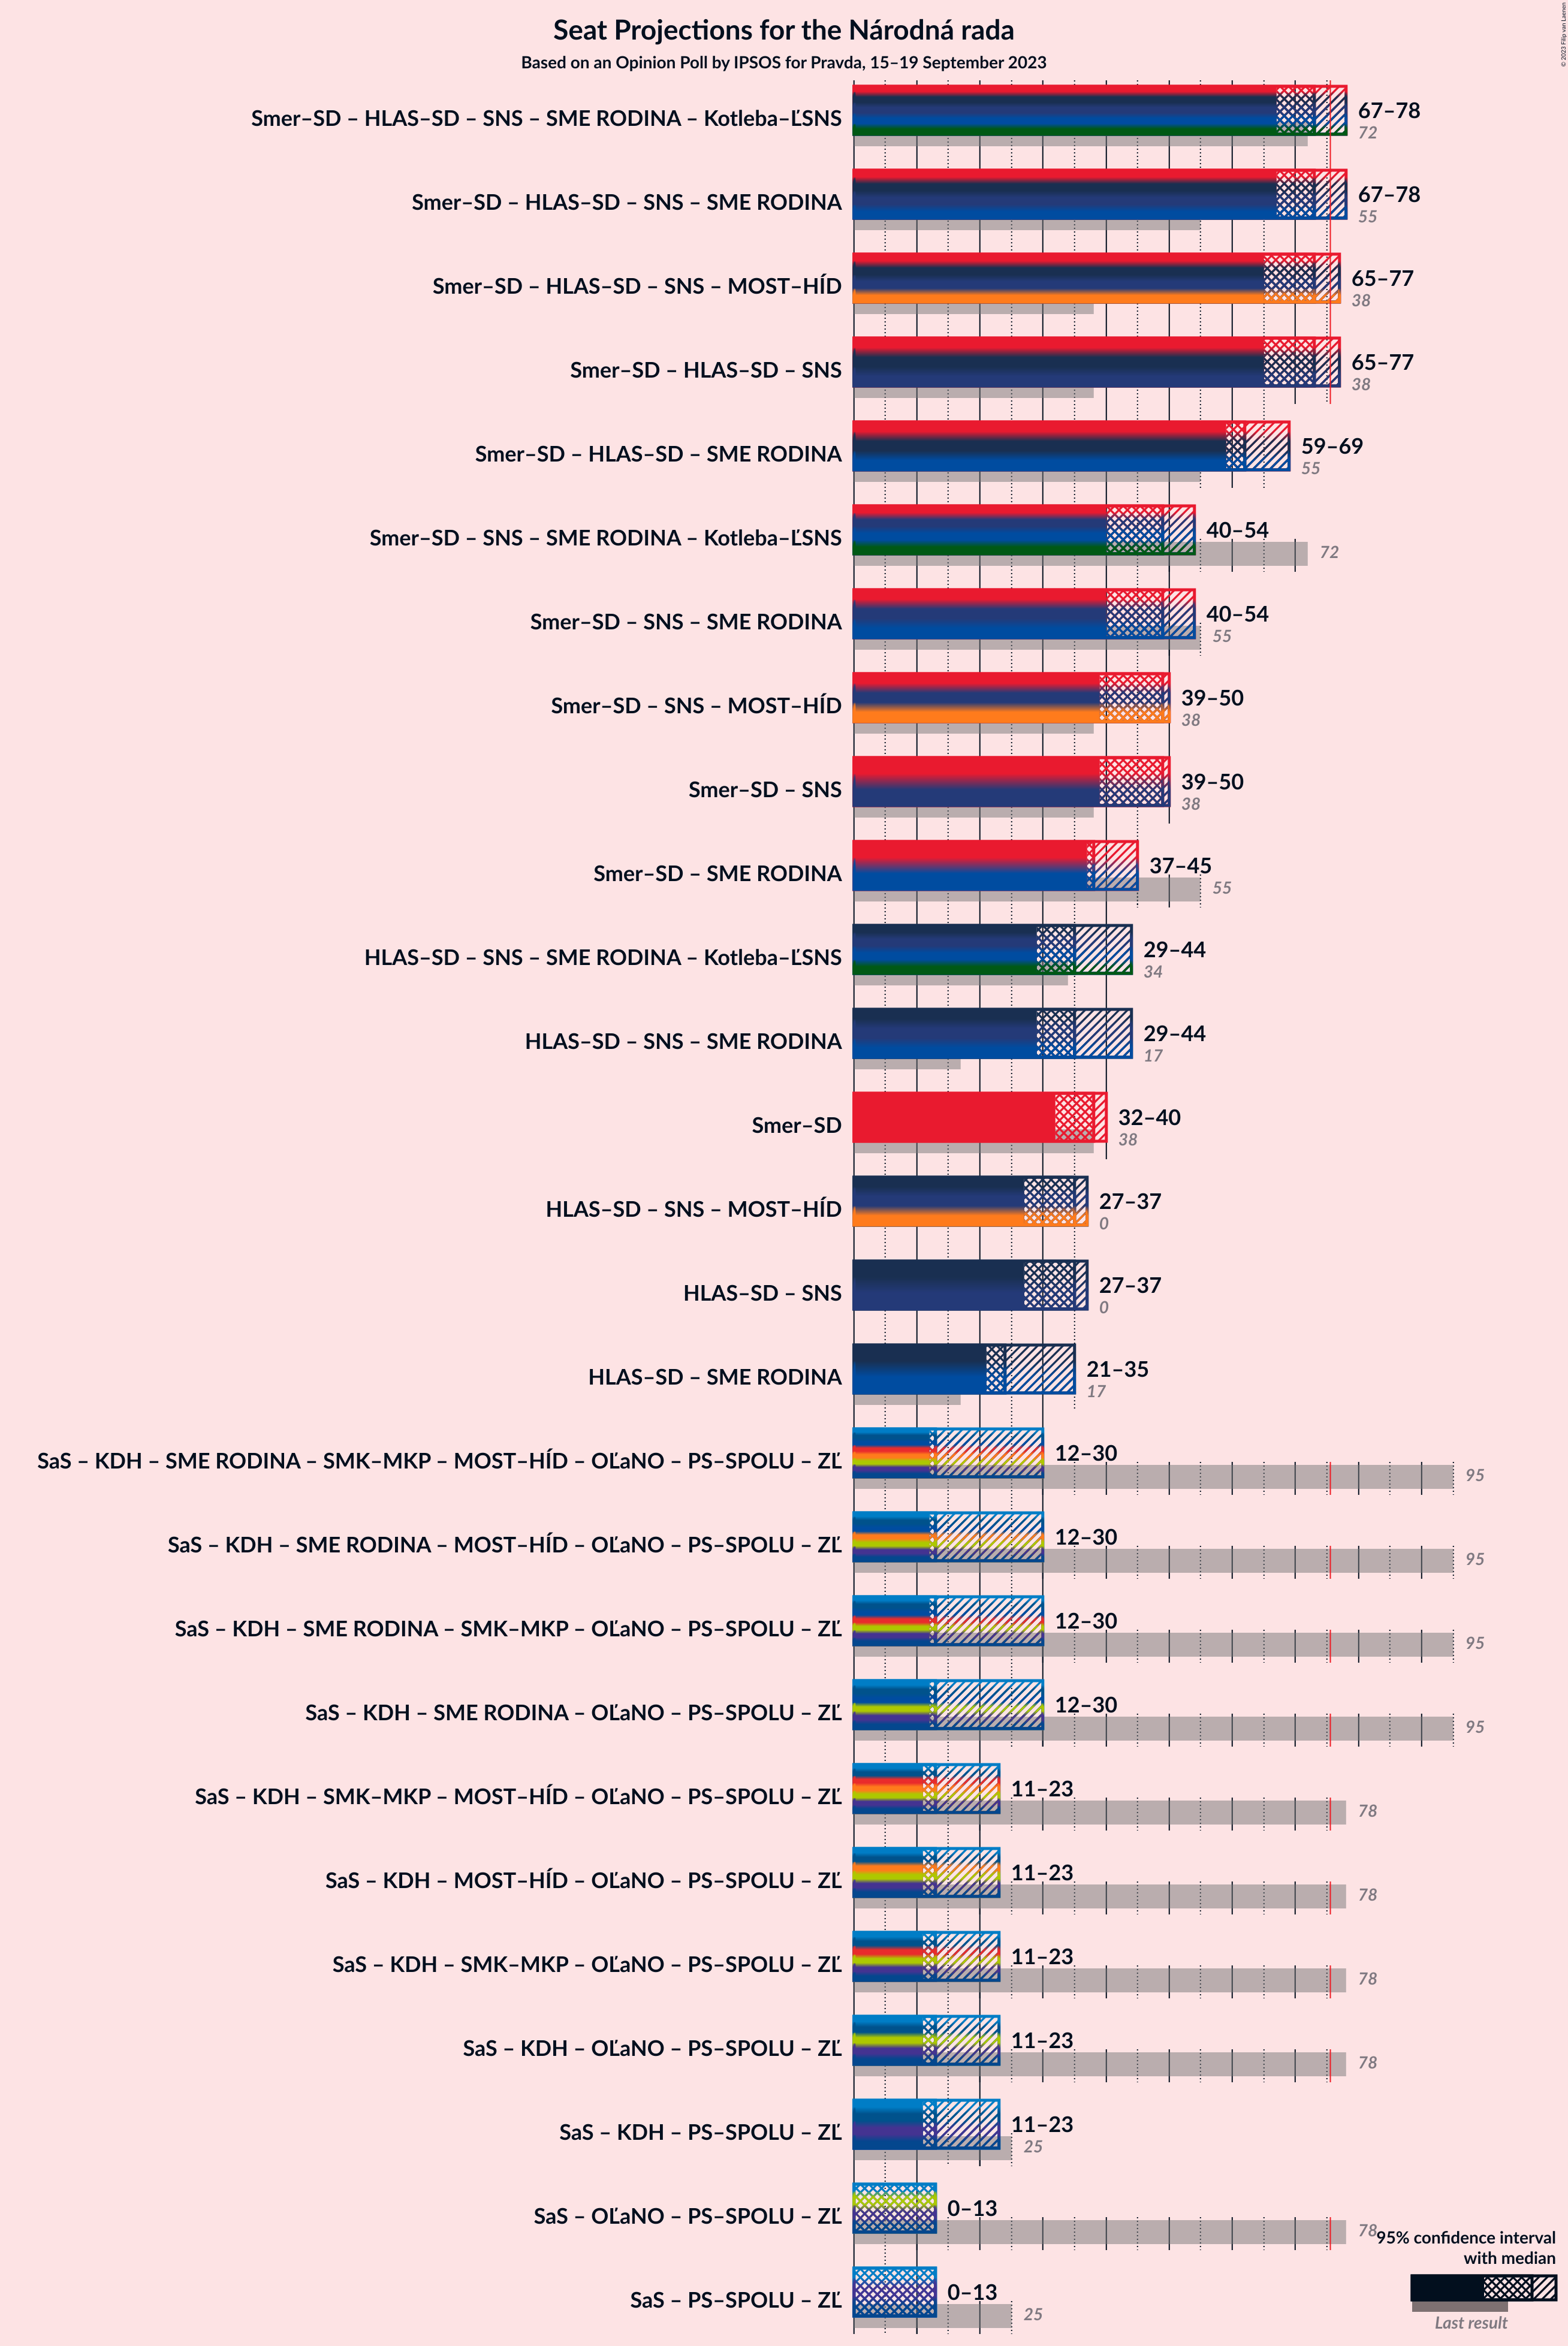 Seat Projections for the Národná rada
Based on an Opinion Poll by IPSOS for Pravda, 15–19 September 2023
© 2023 Filip van Laenen
Smer–SD – HLAS–SD – SNS – SME RODINA – Kotleba–ĽSNS
67–78
72
Smer–SD – HLAS–SD – SNS – SME RODINA
67–78
55
Smer–SD – HLAS–SD – SNS – MOST–HÍD
65–77
38
Smer–SD – HLAS–SD – SNS
65–77
38
Smer–SD – HLAS–SD – SME RODINA
59–69
55
Smer–SD – SNS – SME RODINA – Kotleba–ĽSNS
40–54
72
Smer–SD – SNS – SME RODINA
40–54
55
Smer–SD – SNS – MOST–HÍD
39–50
38
Smer–SD – SNS
39–50
38
Smer–SD – SME RODINA
37–45
55
HLAS–SD – SNS – SME RODINA – Kotleba–ĽSNS
29–44
34
HLAS–SD – SNS – SME RODINA
29–44
17
Smer–SD
32–40
38
HLAS–SD – SNS – MOST–HÍD
27–37
0
HLAS–SD – SNS
27–37
0
HLAS–SD – SME RODINA
21–35
17
SaS – KDH – SME RODINA – SMK–MKP – MOST–HÍD – OĽaNO – PS–SPOLU – ZĽ
12–30
95
SaS – KDH – SME RODINA – MOST–HÍD – OĽaNO – PS–SPOLU – ZĽ
12–30
95
SaS – KDH – SME RODINA – SMK–MKP – OĽaNO – PS–SPOLU – ZĽ
12–30
95
SaS – KDH – SME RODINA – OĽaNO – PS–SPOLU – ZĽ
12–30
95
SaS – KDH – SMK–MKP – MOST–HÍD – OĽaNO – PS–SPOLU – ZĽ
11–23
78
SaS – KDH – MOST–HÍD – OĽaNO – PS–SPOLU – ZĽ
11–23
78
SaS – KDH – SMK–MKP – OĽaNO – PS–SPOLU – ZĽ
11–23
78
SaS – KDH – OĽaNO – PS–SPOLU – ZĽ
11–23
78
SaS – KDH – PS–SPOLU – ZĽ
11–23
25
SaS – OĽaNO – PS–SPOLU – ZĽ
0–13
78
SaS – PS–SPOLU – ZĽ
0–13
25
95% confidence interval
with median
Last result